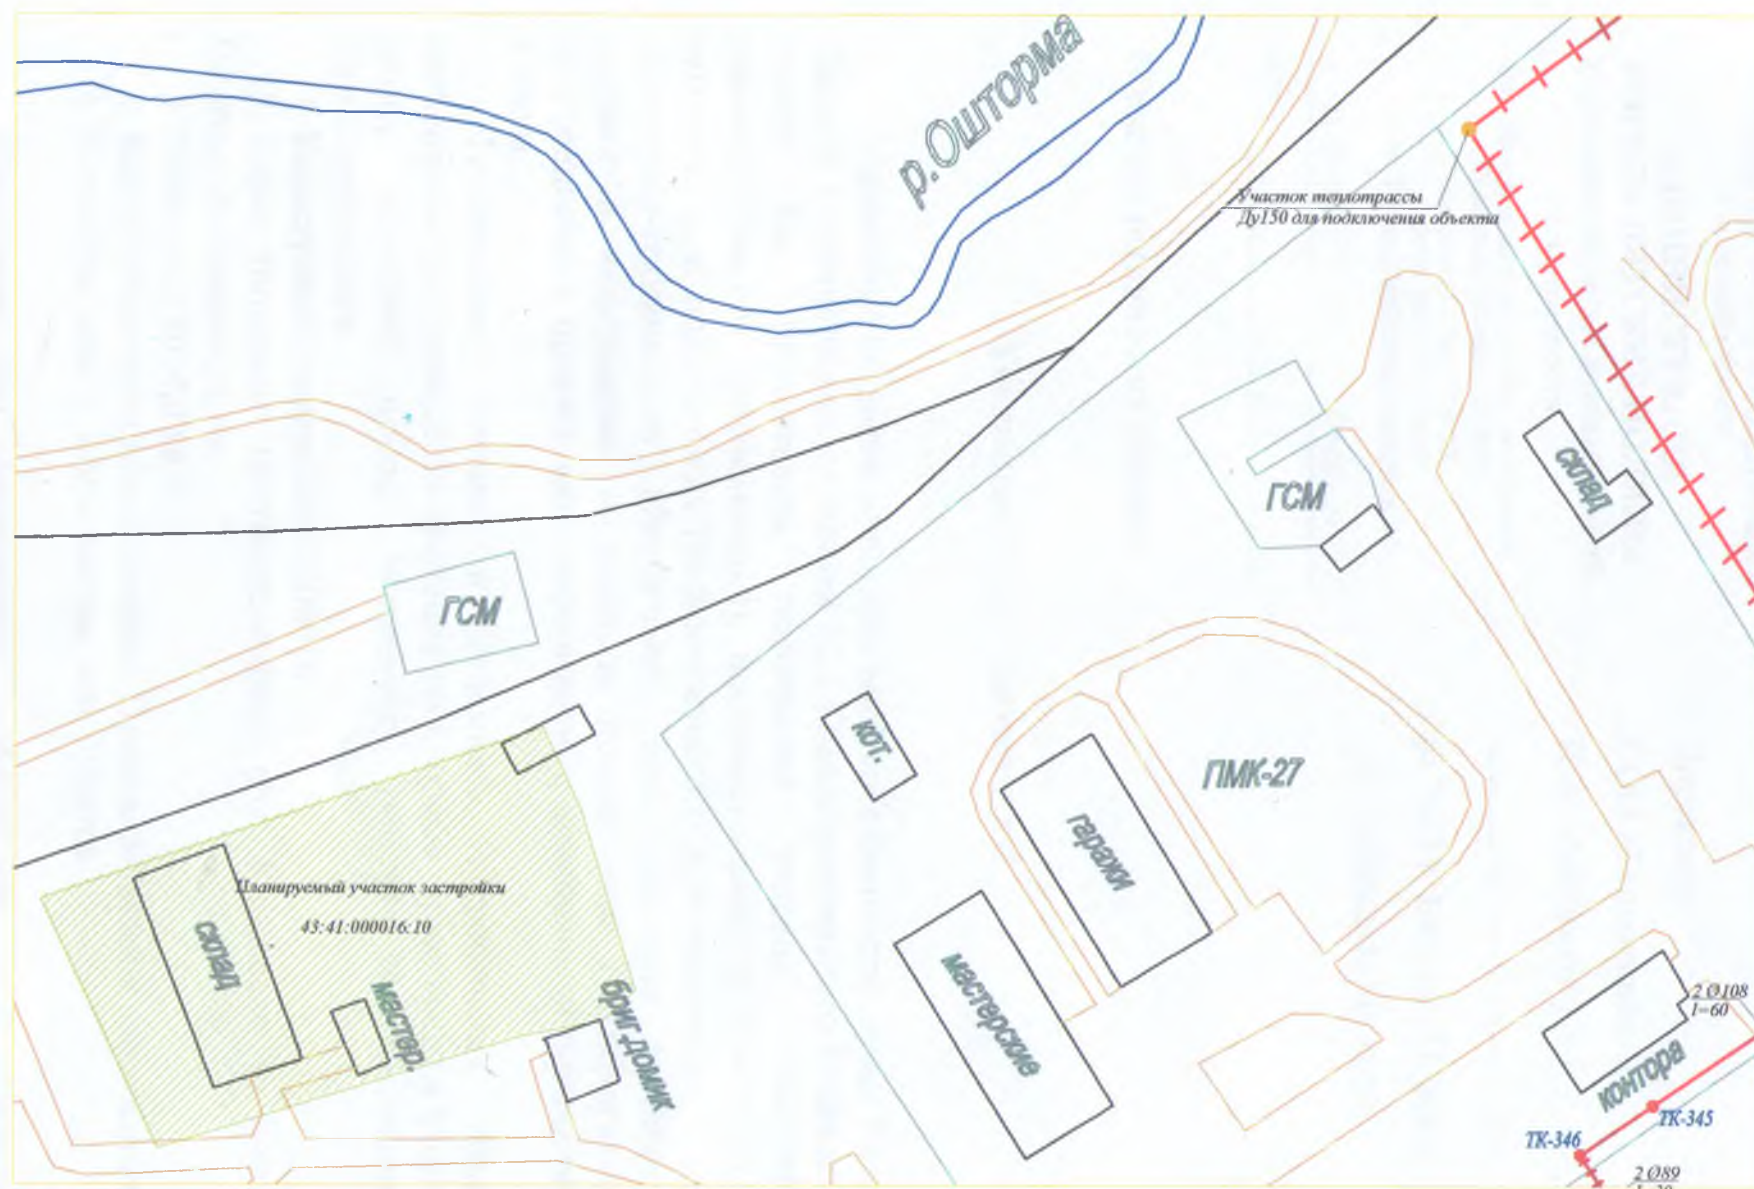 р.Ошторма
Участок теплотрассы
Ду150 для подключения объекта
склад
ГСМ
ГСМ
кот.
ПМК-27
гаражи
Планируемый участок застройки
43:41:000016:10
склад
мастер.
бриг.домик
мастерские
2 Ø108
l=60
контора
ТК-345
ТК-346
2 Ø89